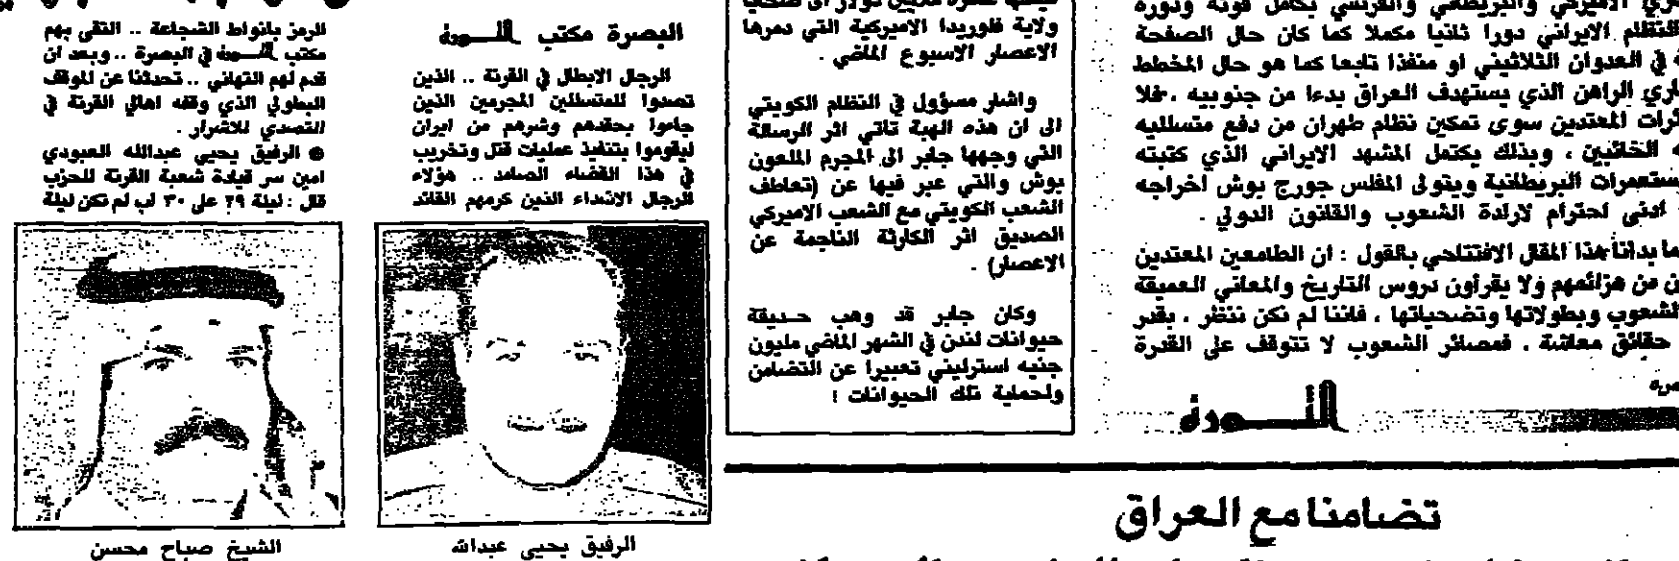 الاميركي والبريطاني والفرنسي بكامل قوته ودوره
النظام الايراني دورا ثانيا مكملا كما كان حال الصفحة
في العدوان الثلاثيني او منفذا تابعا كما هو حال المخطط
الراهن الذي يستهدف العراق بدءا من جنوبيه ، فلا
المعتدين سوى تمكين نظام طهران من دفع متسلليه
الخائبين ، وبذلك يكتمل المشهد الايراني الذي كتبته
البريطانية ويتولى المفلس جورج بوش اخراجه
ادنى احترام لارادة الشعوب والقانون الدولي .
بدأنا هذا المقال الافتتاحي بالقول : ان الطامعين المعتدين
من هزائمهم ولا يقرأون دروس التاريخ والمعاني العميقة
الشعوب وبطولاتها وتضحياتها ، فاننا لم نكن ننظر ، بقدر
حقائق معاشة ، فمصائر الشعوب لا تتوقف على القدرة
الثـــورة
ولاية فلوريدا الاميركية التي دمرها
الاعصار الاسبوع الماضي .
واشار مسؤول في النظام الكويتي
الى ان هذه الهبة تاتي اثر الرسالة
التي وجهها جابر الى المجرم الملعون
بوش والتي عبر فيها عن (تعاطف
الشعب الكويتي مع الشعب الاميركي
الصديق اثر الكارثة الناجمة عن
الاعصار) .
وكان جابر قد وهب حـديقة
حيوانات لندن في الشهر الماضي مليون
جنيه استرليني تعبيرا عن التضامن
ولحماية تلك الحيوانات !
البصرة مكتب الثـــورة
الرجال الابطال في القرنة .. الذين
تصدوا للمتسللين المجرمين الذين
جاءوا بحقدهم وشرهم من ايران
ليقوموا بتنفيذ عمليات قتل وتخريب
في هذا القضاء الصامد .. هؤلاء
الرجال الاشداء الذين كرمهم القائد
الرفيق يحيى عبدالله
الرمز بانواط الشجاعة .. التقى بهم
مكتب الثـــورة في البصرة .. وبعد ان
قدم لهم التهاني .. تحدثنا عن الموقف
البطولي الذي وقفه اهالي القرنة في
التصدي للاشرار .
● الرفيق يحيى عبدالله العبودي
امين سر قيادة شعبة القرنة للحزب
قال : ليلة ٢٩ على ٣٠ اب لم تكن ليلة
الشيخ صباح محسن
تضامنا مع العراق